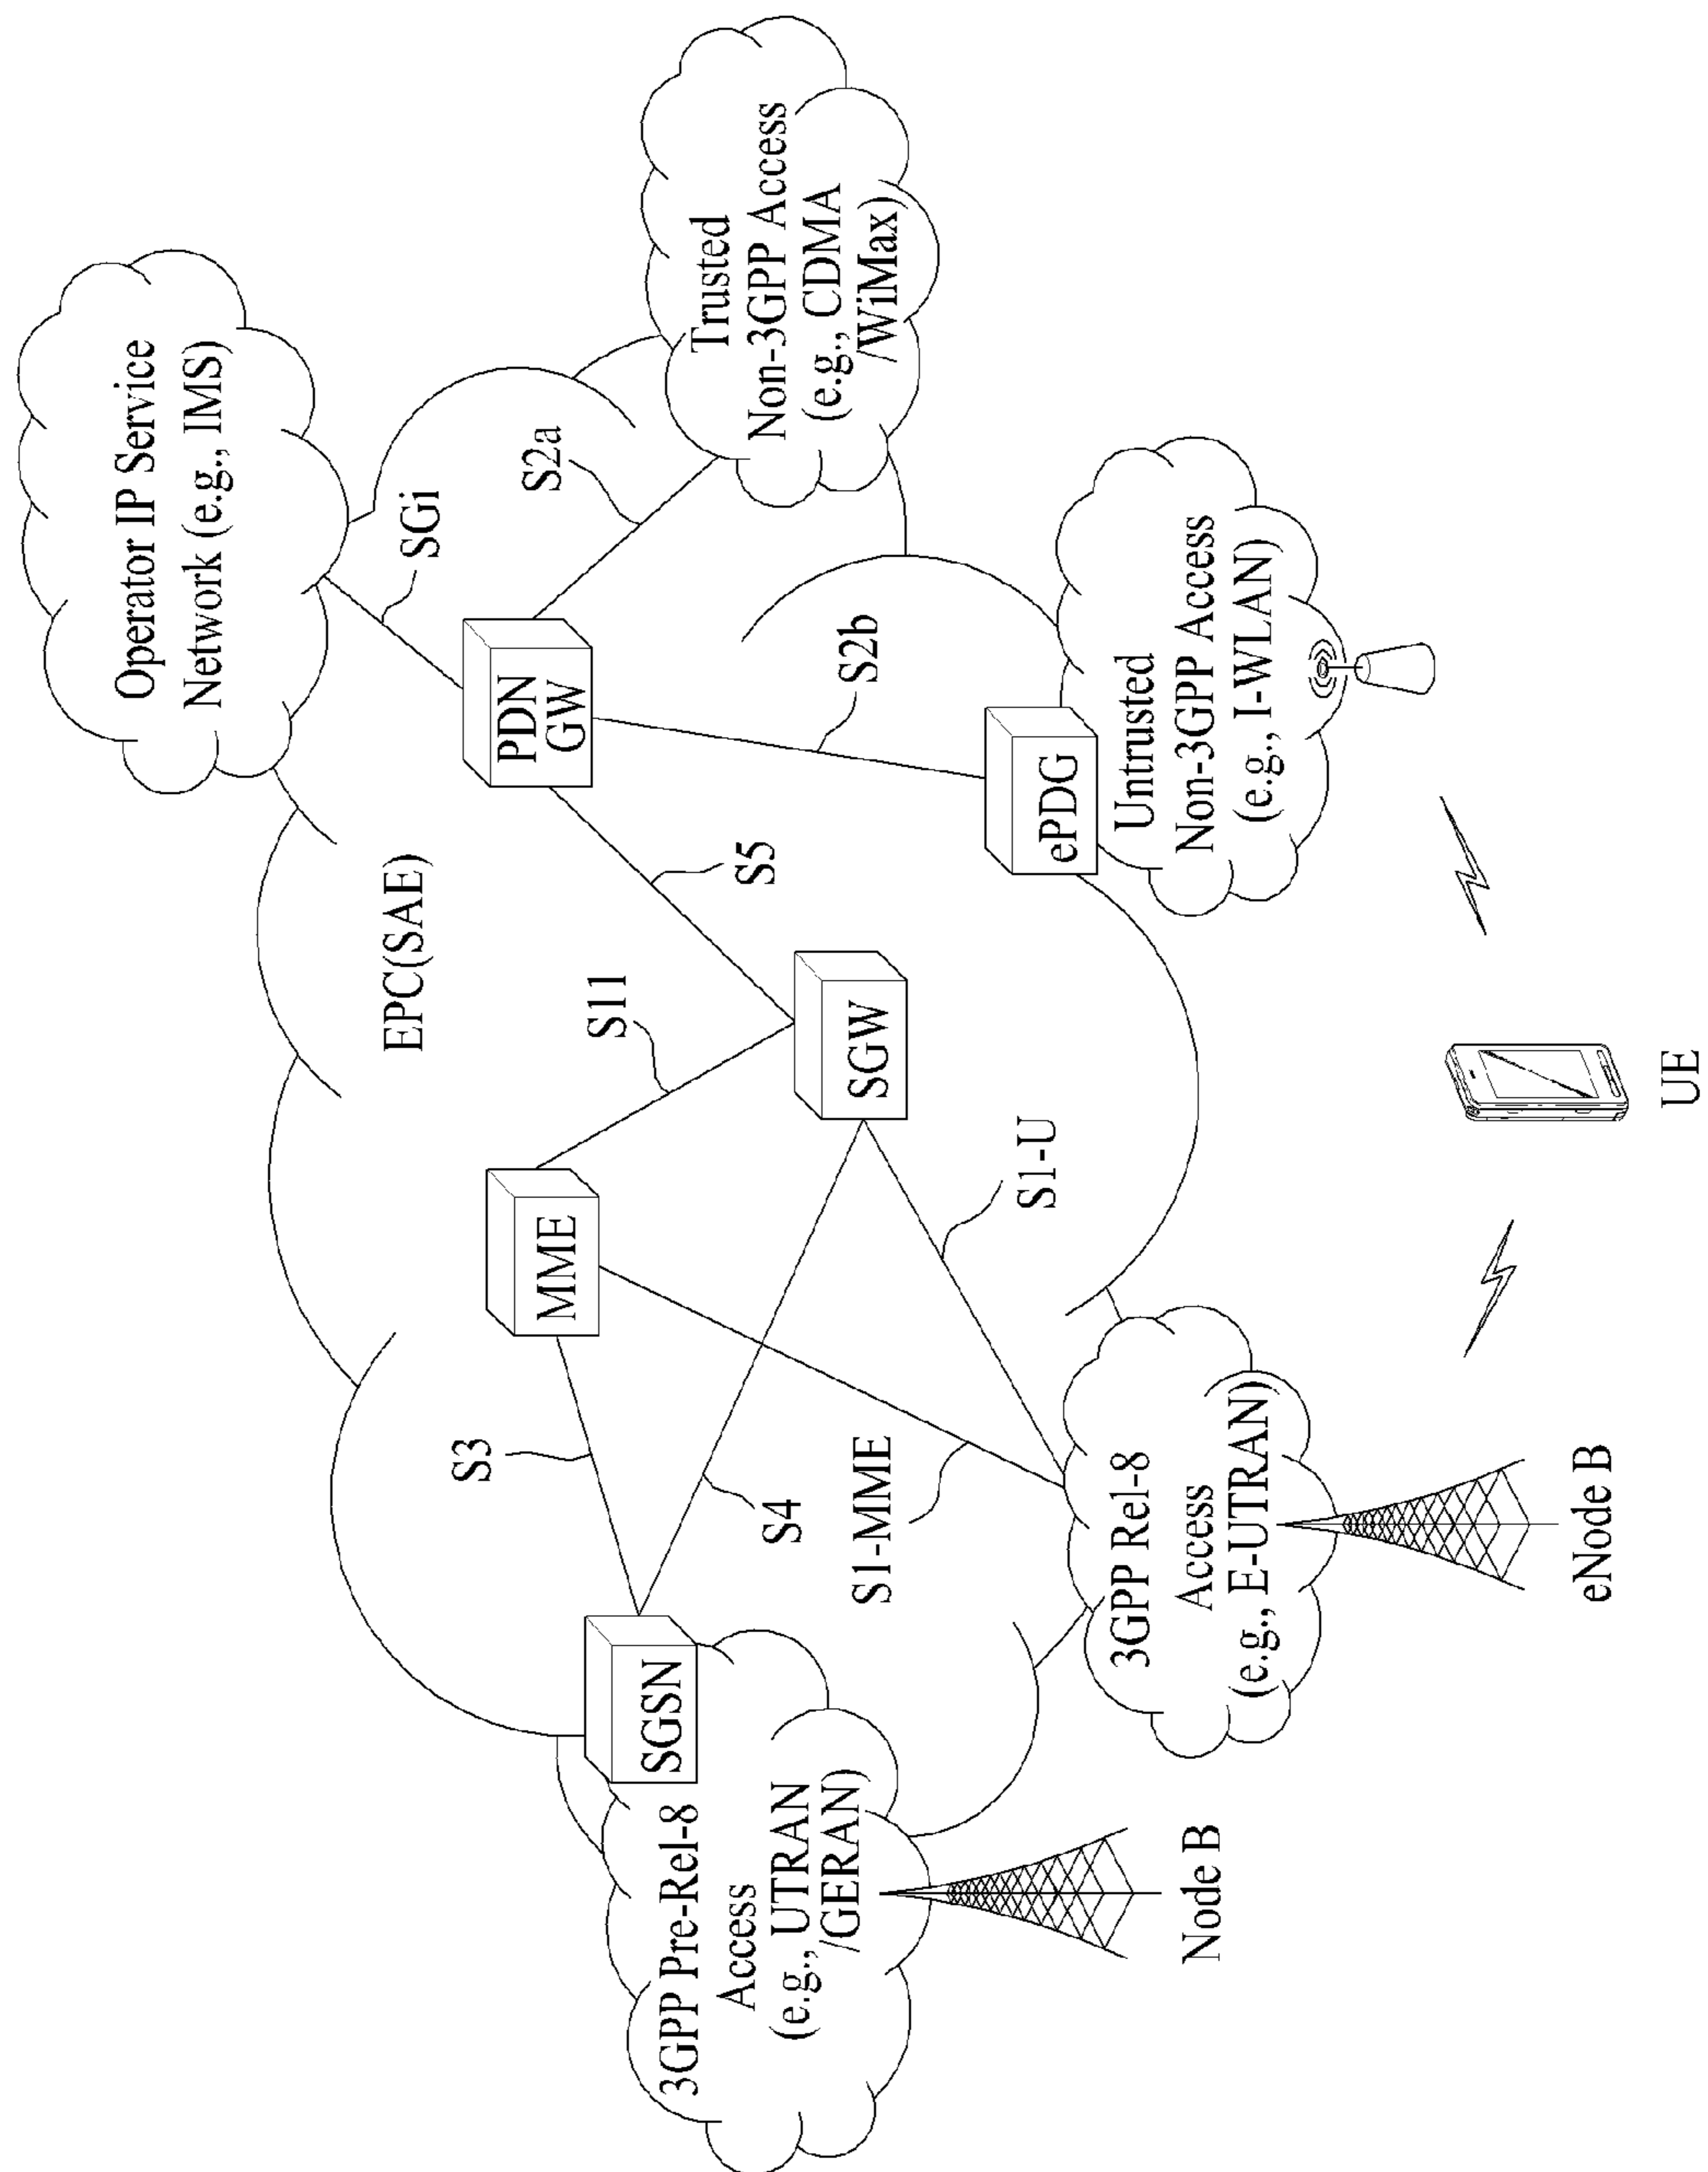 Operator IP Service
Network (e.g., IMS)
SGi
S2a
Trusted
Non-3GPP Access
(e.g., CDMA
/WiMax)
PDN
GW
EPC(SAE)
S5
S2b
S11
MME
SGW
ePDG
Untrusted
Non-3GPP Access
(e.g., I-WLAN)
S3
S4
S1-MME
S1-U
SGSN
3GPP Pre-Rel-8
Access
(e.g., UTRAN
/GERAN)
3GPP Rel-8
Access
(e.g., E-UTRAN)
Node B
eNode B
UE